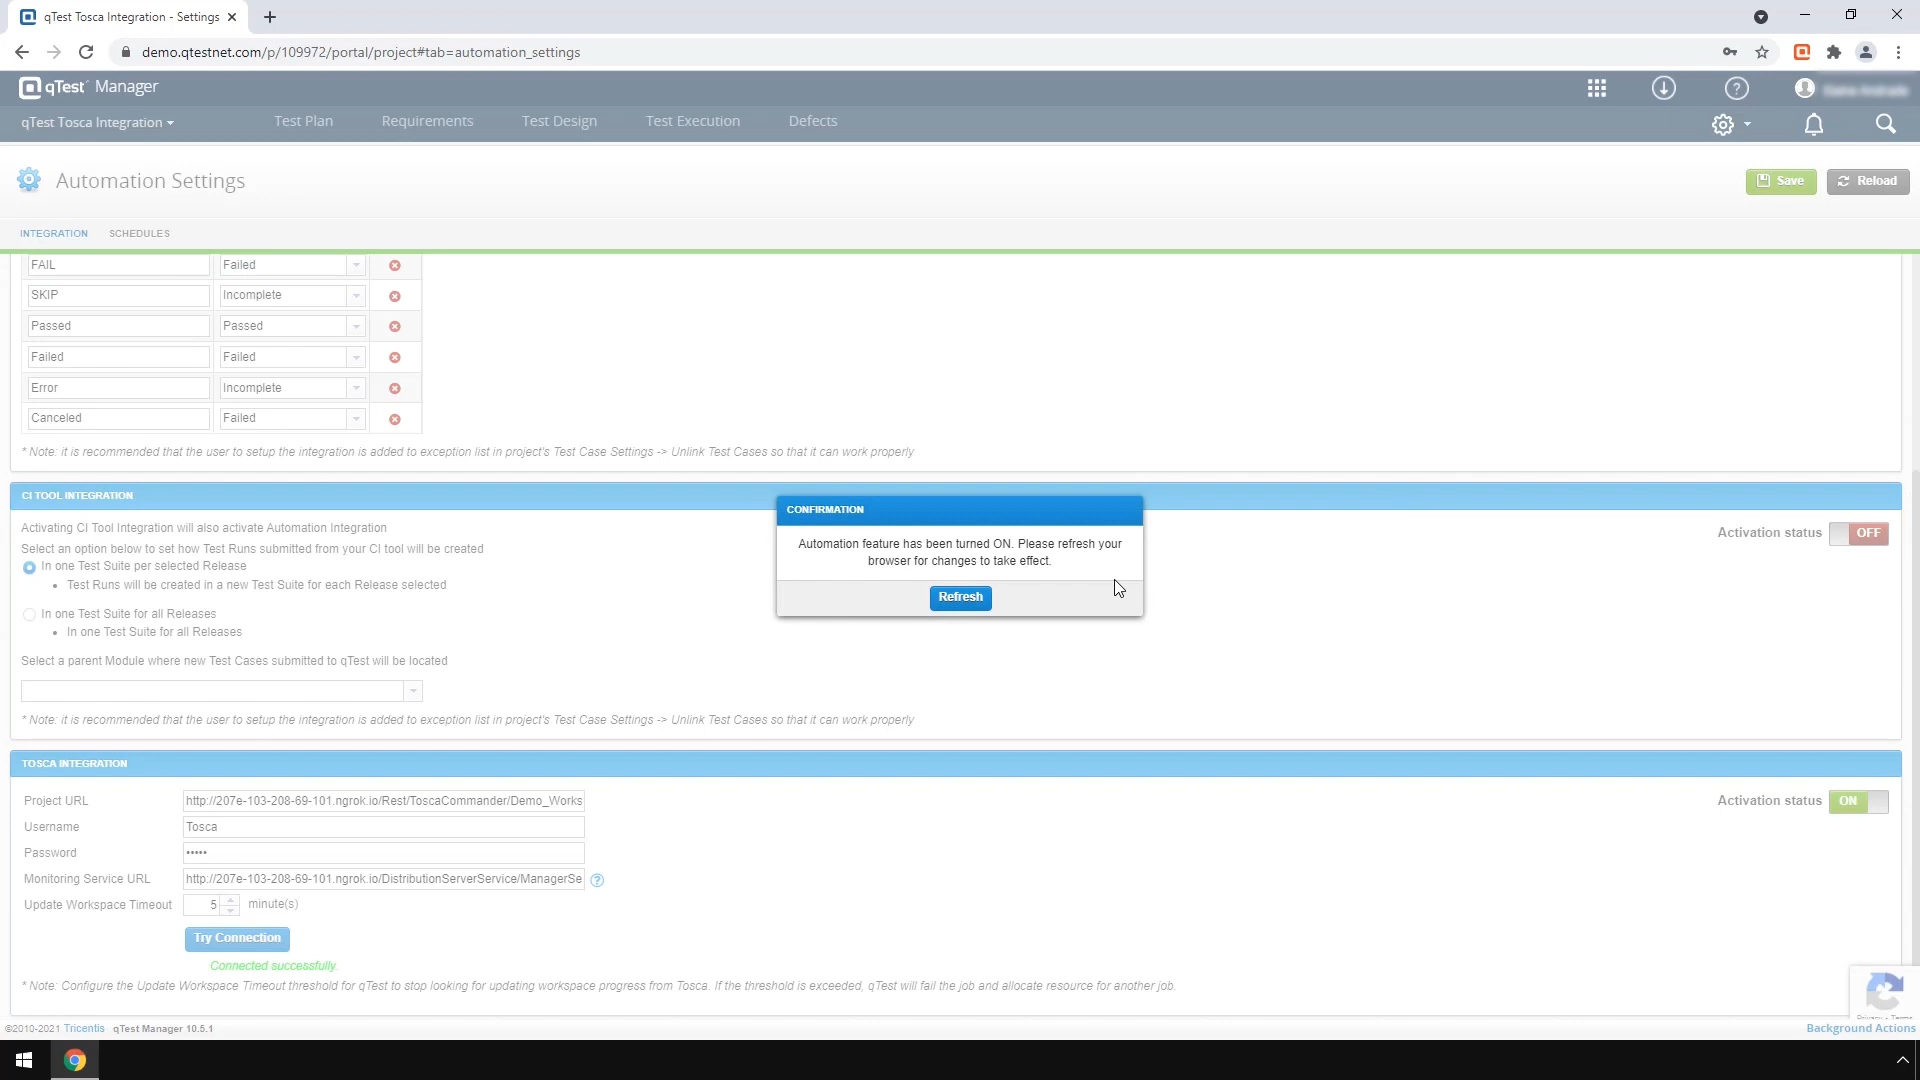 qTest Tosca Integration - Settings
demo.qtestnet.com/p/109972/portal/project#tab=automation_settings
qTest Manager
qTest Tosca Integration
Test Plan
Requirements
Test Design
Test Execution
Defects
Automation Settings
Save
Reload
INTEGRATION
SCHEDULES
FAIL
Failed
SKIP
Incomplete
Passed
Passed
Failed
Failed
Error
Incomplete
Canceled
Failed
* Note: it is recommended that the user to setup the integration is added to exception list in project's Test Case Settings -> Unlink Test Cases so that it can work properly
CI TOOL INTEGRATION
Activating CI Tool Integration will also activate Automation Integration
Activation status
OFF
Select an option below to set how Test Runs submitted from your CI tool will be created
In one Test Suite per selected Release
• Test Runs will be created in a new Test Suite for each Release selected
In one Test Suite for all Releases
• In one Test Suite for all Releases
Select a parent Module where new Test Cases submitted to qTest will be located
* Note: it is recommended that the user to setup the integration is added to exception list in project's Test Case Settings -> Unlink Test Cases so that it can work properly
CONFIRMATION
Automation feature has been turned ON. Please refresh your
browser for changes to take effect.
Refresh
TOSCA INTEGRATION
Project URL
http://207e-103-208-69-101.ngrok.io/Rest/ToscaCommander/Demo_Works
Activation status
ON
Username
Tosca
Password
•••••
Monitoring Service URL
http://207e-103-208-69-101.ngrok.io/DistributionServerService/ManagerSe
Update Workspace Timeout
5
minute(s)
Try Connection
Connected successfully.
* Note: Configure the Update Workspace Timeout threshold for qTest to stop looking for updating workspace progress from Tosca. If the threshold is exceeded, qTest will fail the job and allocate resource for another job.
Privacy - Terms
©2010-2021 Tricentis qTest Manager 10.5.1
Background Actions